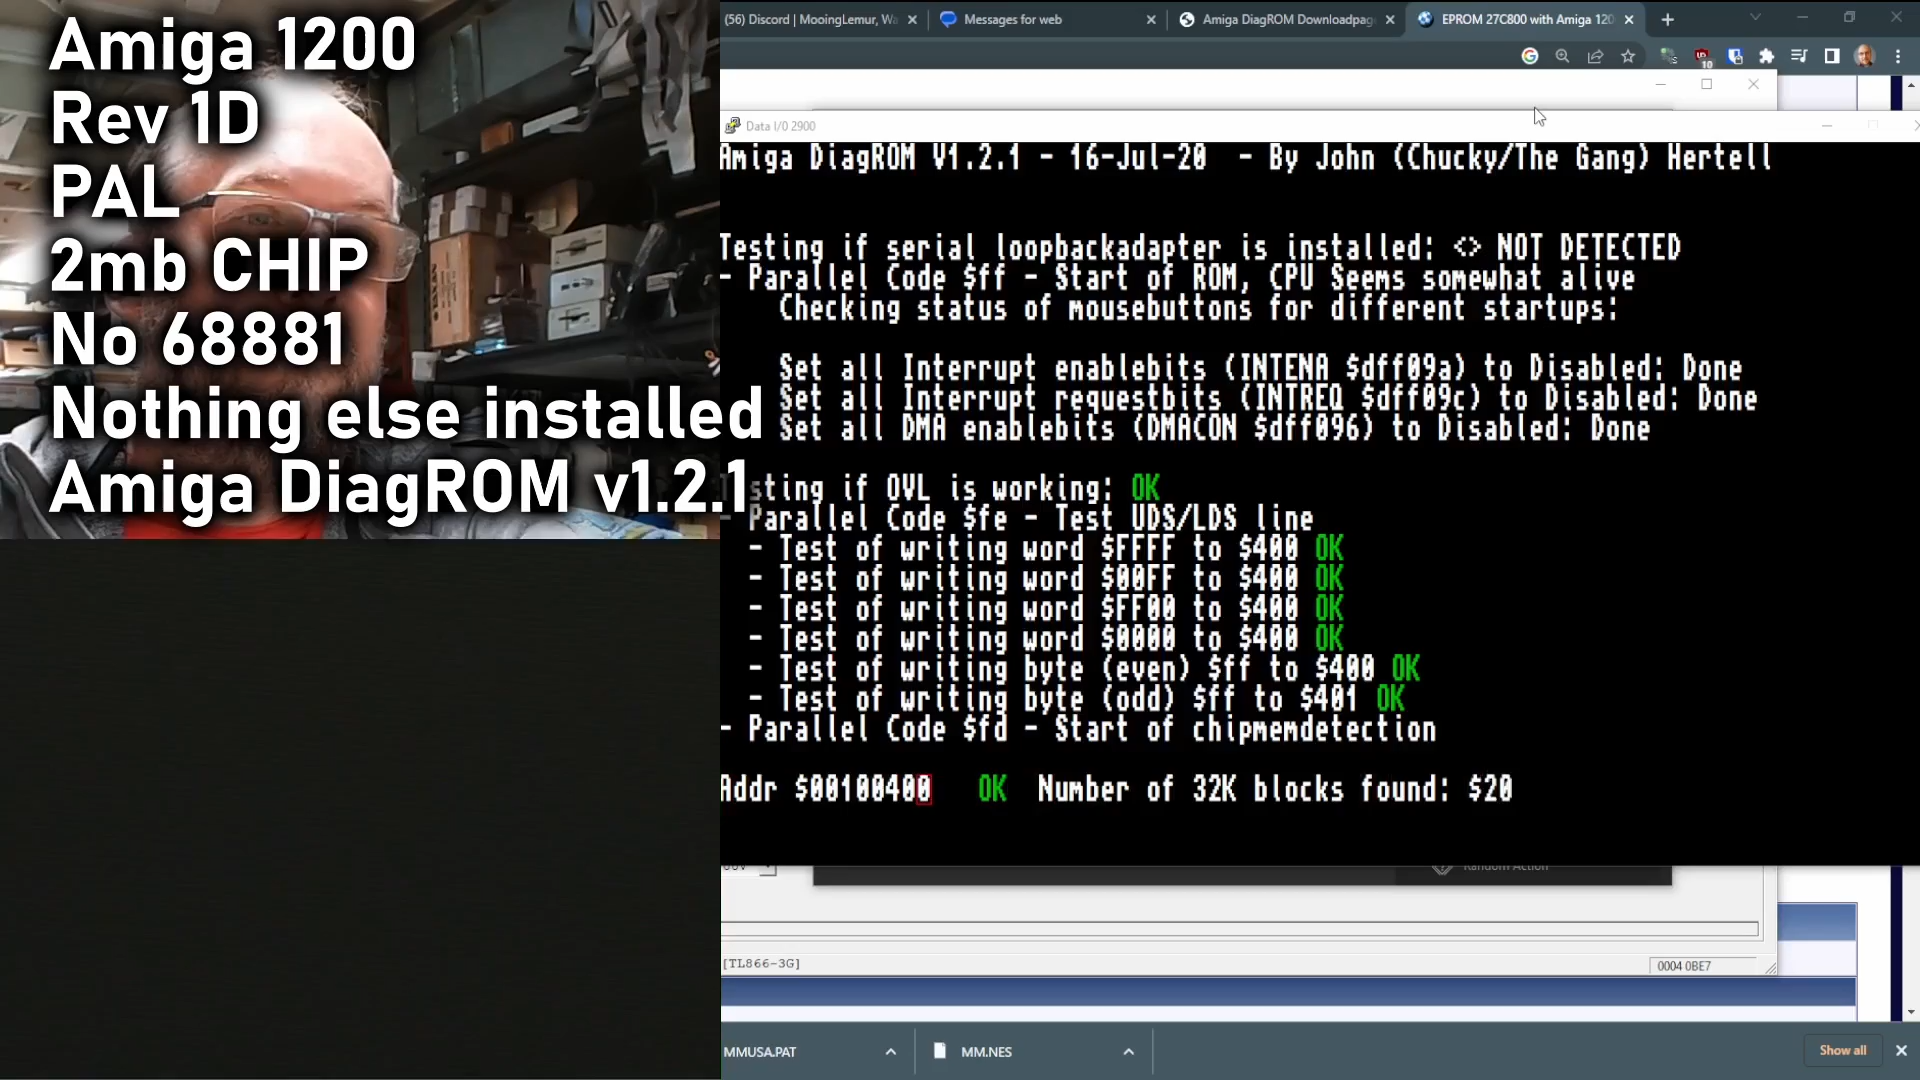 Amiga 1200
Rev 1D
PAL
2mb CHIP
No 68881
Nothing else installed
Amiga DiagROM v1.2.1
(56) Discord | MooingLemur, Wa
Messages for web
Amiga DiagROM Downloadpag
EPROM 27C800 with Amiga 120
10
Data I/O 2900
Amiga DiagROM V1.2.1 - 16-Jul-20 - By John (Chucky/The Gang) Hertell
Testing if serial loopbackadapter is installed: <> NOT DETECTED
- Parallel Code $ff - Start of ROM, CPU Seems somewhat alive
Checking status of mousebuttons for different startups:
Set all Interrupt enablebits (INTENA $dff09a) to Disabled: Done
Set all Interrupt requestbits (INTREQ $dff09c) to Disabled: Done
Set all DMA enablebits (DMACON $dff096) to Disabled: Done
sting if OVL is working: OK
- Parallel Code $fe - Test UDS/LDS line
- Test of writing word $FFFF to $400 OK
- Test of writing word $00FF to $400 OK
- Test of writing word $FF00 to $400 OK
- Test of writing word $0000 to $400 OK
- Test of writing byte (even) $ff to $400 OK
- Test of writing byte (odd) $ff to $401 OK
- Parallel Code $fd - Start of chipmemdetection
Addr $00100400 OK Number of 32K blocks found: $20
Random Action
[TL866-3G]
0004 0BE7
MMUSA.PAT
MM.NES
Show all